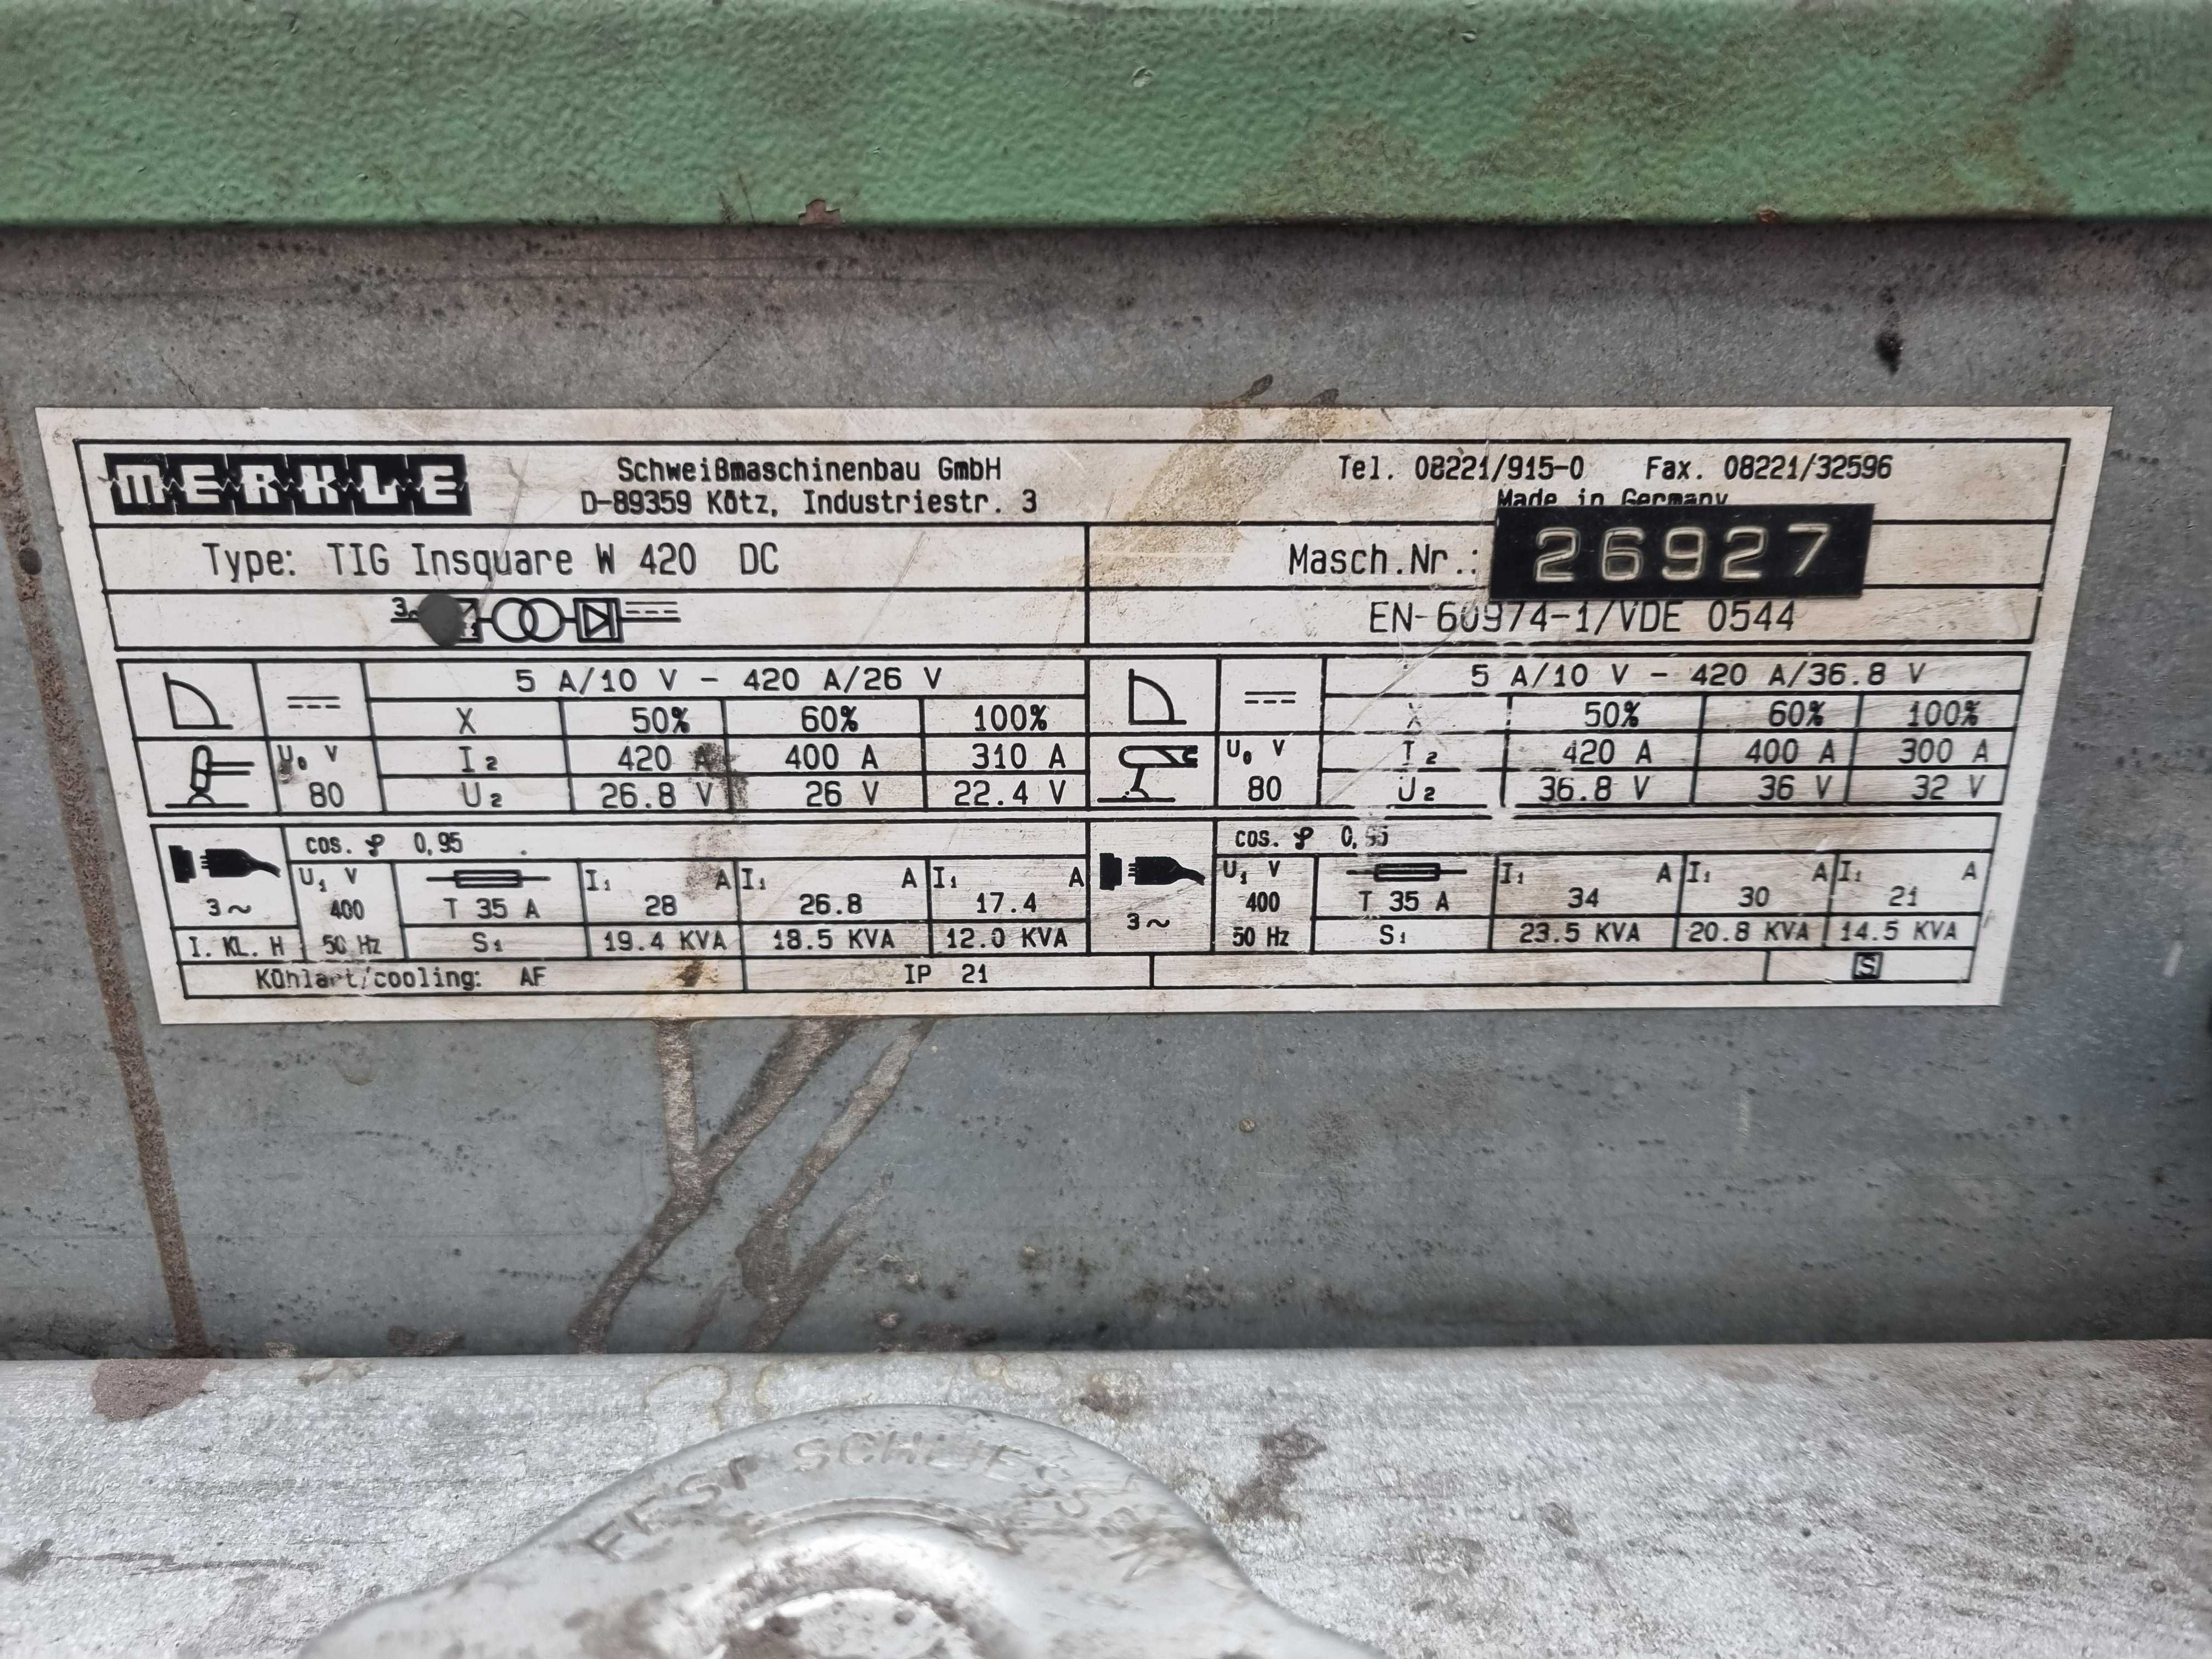 MERKLE
Schweißmaschinenbau GmbH
D-89359 Kötz, Industriestr. 3
Tel. 08221/915-0 Fax. 08221/32596
Made in Germany
Type: TIG Insquare W 420 DC
Masch.Nr.: 26927
3~
EN-60974-1/VDE 0544
5 A/10 V - 420 A/26 V
X 50% 60% 100%
U₀ V I₂ 420 A 400 A 310 A
80 U₂ 26.8 V 26 V 22.4 V
5 A/10 V - 420 A/36.8 V
X 50% 60% 100%
U₀ V I₂ 420 A 400 A 300 A
80 U₂ 36.8 V 36 V 32 V
cos. φ 0,95
U₁ V I₁ A I₁ A I₁ A
3~ 400 T 35 A 28 26.8 17.4
I. KL. H 50 Hz S₁ 19.4 KVA 18.5 KVA 12.0 KVA
cos. φ 0,95
U₁ V I₁ A I₁ A I₁ A
400 T 35 A 34 30 21
3~ 50 Hz S₁ 23.5 KVA 20.8 KVA 14.5 KVA
Kühlart/cooling: AF IP 21 S
FEST